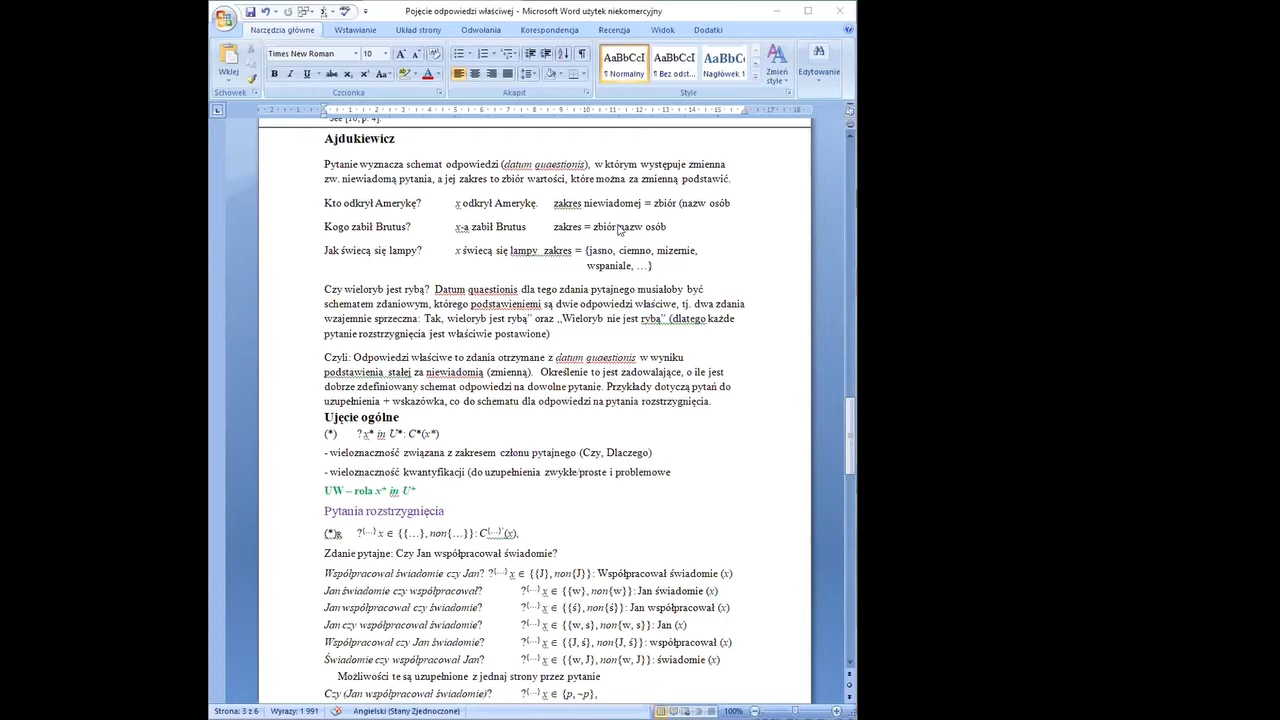 Pojęcie odpowiedzi właściwej - Microsoft Word użytek niekomercyjny
Narzędzia główne Wstawianie Układ strony Odwołania Korespondencja Recenzja Widok Dodatki
Wklej
Times New Roman 10
AaBbCcI AaBbCcI AaBbC
¶ Normalny ¶ Bez odst... Nagłówek 1
Zmień style
Edytowanie
Schowek Czcionka Akapit Style
See [10, p. 4].
Ajdukiewicz
Pytanie wyznacza schemat odpowiedzi (datum quaestionis), w którym występuje zmienna
zw. niewiadomą pytania, a jej zakres to zbiór wartości, które można za zmienną podstawić.
Kto odkrył Amerykę? x odkrył Amerykę. zakres niewiadomej = zbiór (nazw osób
Kogo zabił Brutus? x-a zabił Brutus zakres = zbiór nazw osób
Jak świecą się lampy? x świecą się lampy zakres = {jasno, ciemno, mizernie,
wspaniale, …}
Czy wieloryb jest rybą? Datum quaestionis dla tego zdania pytajnego musiałoby być
schematem zdaniowym, którego podstawieniemi są dwie odpowiedzi właściwe, tj. dwa zdania
wzajemnie sprzeczna: Tak, wieloryb jest rybą” oraz ,,Wieloryb nie jest rybą” (dlatego każde
pytanie rozstrzygnięcia jest właściwie postawione)
Czyli: Odpowiedzi właściwe to zdania otrzymane z datum quaestionis w wyniku
podstawienia stałej za niewiadomią (zmienną). Określenie to jest zadowalające, o ile jest
dobrze zdefiniowany schemat odpowiedzi na dowolne pytanie. Przykłady dotyczą pytań do
uzupełnienia + wskazówka, co do schematu dla odpowiedzi na pytania rozstrzygnięcia.
Ujęcie ogólne
(*) ? x* in U*: C*(x*)
- wieloznaczność związana z zakresem członu pytajnego (Czy, Dlaczego)
- wieloznaczność kwantyfikacji (do uzupełnienia zwykłe/proste i problemowe
UW – rola x* in U*
Pytania rozstrzygnięcia
(*)R ?{…} x ∈ {{…}, non{…}}: C{…}’(x),
Zdanie pytajne: Czy Jan współpracował świadomie?
Współpracował świadomie czy Jan? ?{…} x ∈ {{J}, non{J}}: Współpracował świadomie (x)
Jan świadomie czy współpracował? ?{…} x ∈ {{w}, non{w}}: Jan świadomie (x)
Jan współpracował czy świadomie? ?{…} x ∈ {{ś}, non{ś}}: Jan współpracował (x)
Jan czy współpracował świadomie? ?{…} x ∈ {{w, s}, non{w, s}}: Jan (x)
Współpracował czy Jan świadomie? ?{…} x ∈ {{J, ś}, non{J, ś}}: współpracował (x)
Świadomie czy współpracował Jan? ?{…} x ∈ {{w, J}, non{w, J}}: świadomie (x)
Możliwości te są uzupełnione z jednej strony przez pytanie
Czy (Jan współpracował świadomie)? ?{…} x ∈ {p, ~p},
Strona: 3 z 6 Wyrazy: 1 991 Angielski (Stany Zjednoczone) 100%